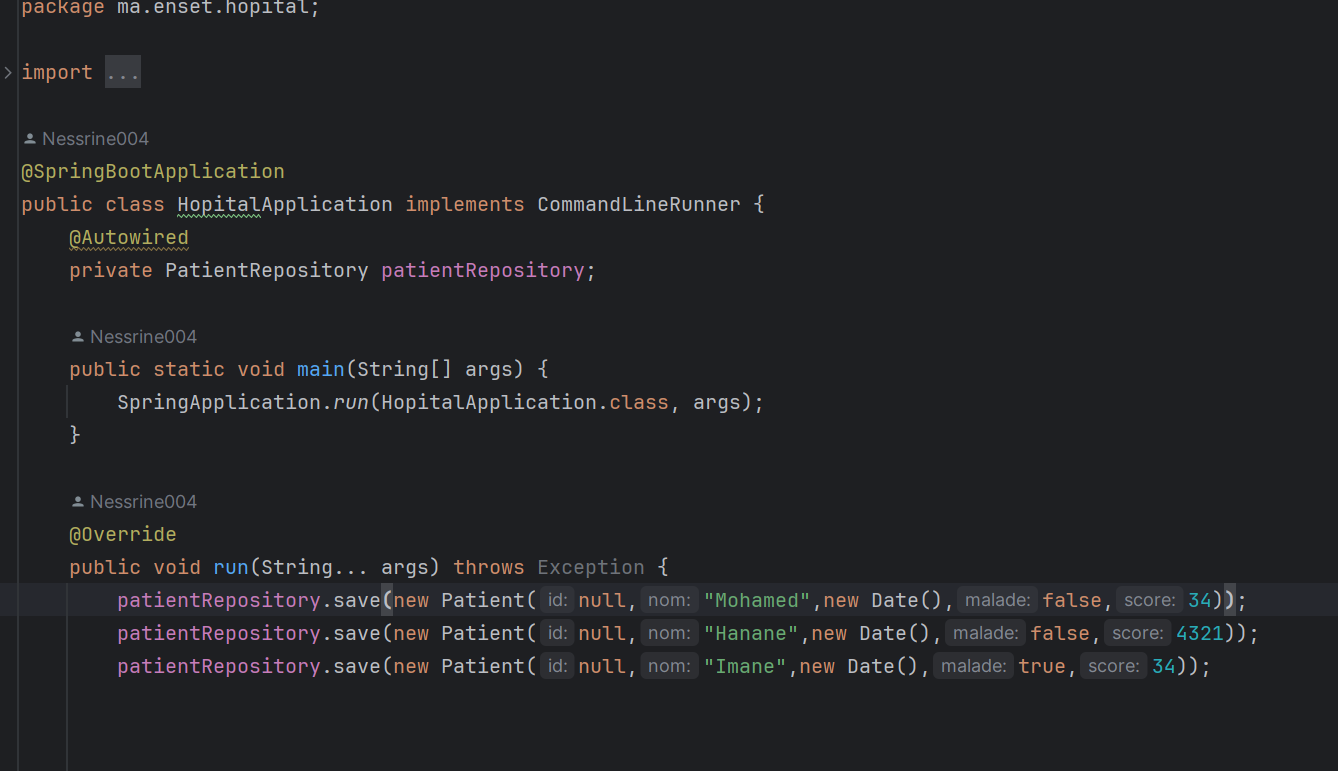 package ma.enset.hopital;
import ...
Nessrine004
@SpringBootApplication
public class HopitalApplication implements CommandLineRunner {
@Autowired
private PatientRepository patientRepository;
Nessrine004
public static void main(String[] args) {
SpringApplication.run(HopitalApplication.class, args);
}
Nessrine004
@Override
public void run(String... args) throws Exception {
patientRepository.save(new Patient( id: null, nom: "Mohamed",new Date(), malade: false, score: 34));
patientRepository.save(new Patient( id: null, nom: "Hanane",new Date(), malade: false, score: 4321));
patientRepository.save(new Patient( id: null, nom: "Imane",new Date(), malade: true, score: 34));